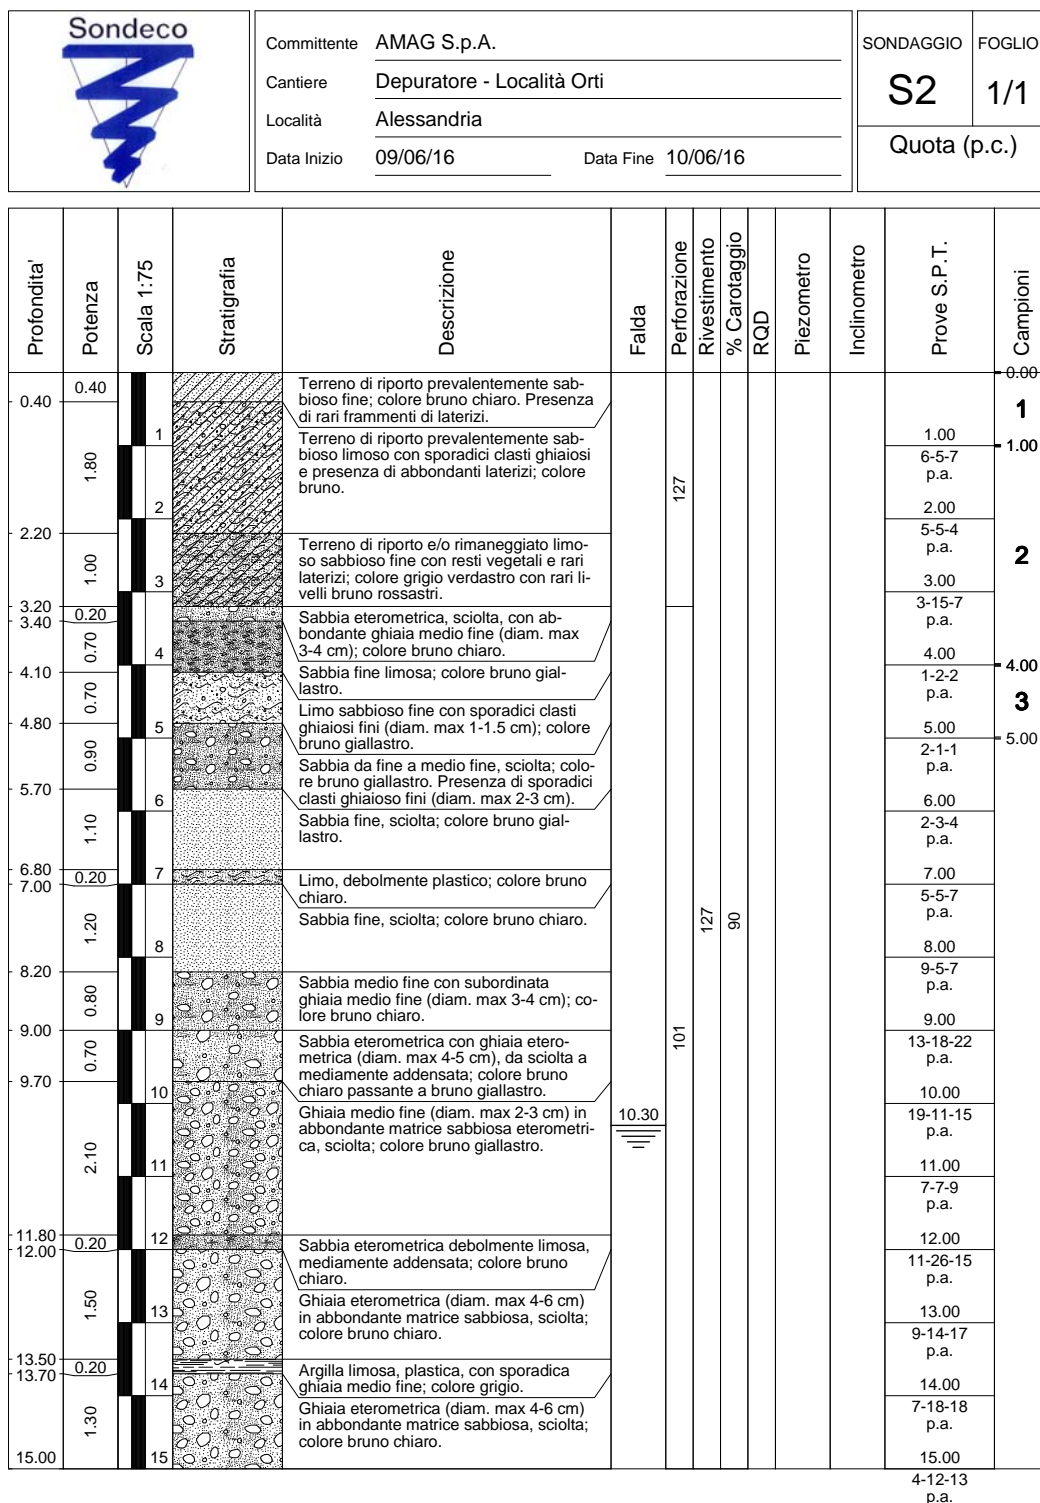 Sondeco
Committente AMAG S.p.A.
Cantiere Depuratore - Località Orti
Località Alessandria
Data Inizio 09/06/16 Data Fine 10/06/16
SONDAGGIO FOGLIO
S2 1/1
Quota (p.c.)
Profondita' Potenza Scala 1:75 Stratigrafia Descrizione Falda Perforazione Rivestimento % Carotaggio RQD Piezometro Inclinometro Prove S.P.T. Campioni
0.40
1.80
1.00
0.20
0.70
0.70
0.90
1.10
0.20
1.20
0.80
0.70
2.10
0.20
1.50
0.20
1.30
0.40
2.20
3.20
3.40
4.10
4.80
5.70
6.80
7.00
8.20
9.00
9.70
11.80
12.00
13.50
13.70
15.00
1
2
3
4
5
6
7
8
9
10
11
12
13
14
15
Terreno di riporto prevalentemente sab-
bioso fine; colore bruno chiaro. Presenza
di rari frammenti di laterizi.
Terreno di riporto prevalentemente sab-
bioso limoso con sporadici clasti ghiaiosi
e presenza di abbondanti laterizi; colore
bruno.
Terreno di riporto e/o rimaneggiato limo-
so sabbioso fine con resti vegetali e rari
laterizi; colore grigio verdastro con rari li-
velli bruno rossastri.
Sabbia eterometrica, sciolta, con ab-
bondante ghiaia medio fine (diam. max
3-4 cm); colore bruno chiaro.
Sabbia fine limosa; colore bruno gial-
lastro.
Limo sabbioso fine con sporadici clasti
ghiaiosi fini (diam. max 1-1.5 cm); colore
bruno giallastro.
Sabbia da fine a medio fine, sciolta; colo-
re bruno giallastro. Presenza di sporadici
clasti ghiaioso fini (diam. max 2-3 cm).
Sabbia fine, sciolta; colore bruno gial-
lastro.
Limo, debolmente plastico; colore bruno
chiaro.
Sabbia fine, sciolta; colore bruno chiaro.
Sabbia medio fine con subordinata
ghiaia medio fine (diam. max 3-4 cm); co-
lore bruno chiaro.
Sabbia eterometrica con ghiaia etero-
metrica (diam. max 4-5 cm), da sciolta a
mediamente addensata; colore bruno
chiaro passante a bruno giallastro.
Ghiaia medio fine (diam. max 2-3 cm) in
abbondante matrice sabbiosa eterometri-
ca, sciolta; colore bruno giallastro.
Sabbia eterometrica debolmente limosa,
mediamente addensata; colore bruno
chiaro.
Ghiaia eterometrica (diam. max 4-6 cm)
in abbondante matrice sabbiosa, sciolta;
colore bruno chiaro.
Argilla limosa, plastica, con sporadica
ghiaia medio fine; colore grigio.
Ghiaia eterometrica (diam. max 4-6 cm)
in abbondante matrice sabbiosa, sciolta;
colore bruno chiaro.
10.30
127
101
127
90
1.00
6-5-7
p.a.
2.00
5-5-4
p.a.
3.00
3-15-7
p.a.
4.00
1-2-2
p.a.
5.00
2-1-1
p.a.
6.00
2-3-4
p.a.
7.00
5-5-7
p.a.
8.00
9-5-7
p.a.
9.00
13-18-22
p.a.
10.00
19-11-15
p.a.
11.00
7-7-9
p.a.
12.00
11-26-15
p.a.
13.00
9-14-17
p.a.
14.00
7-18-18
p.a.
15.00
4-12-13
p.a.
0.00
1
1.00
2
4.00
3
5.00